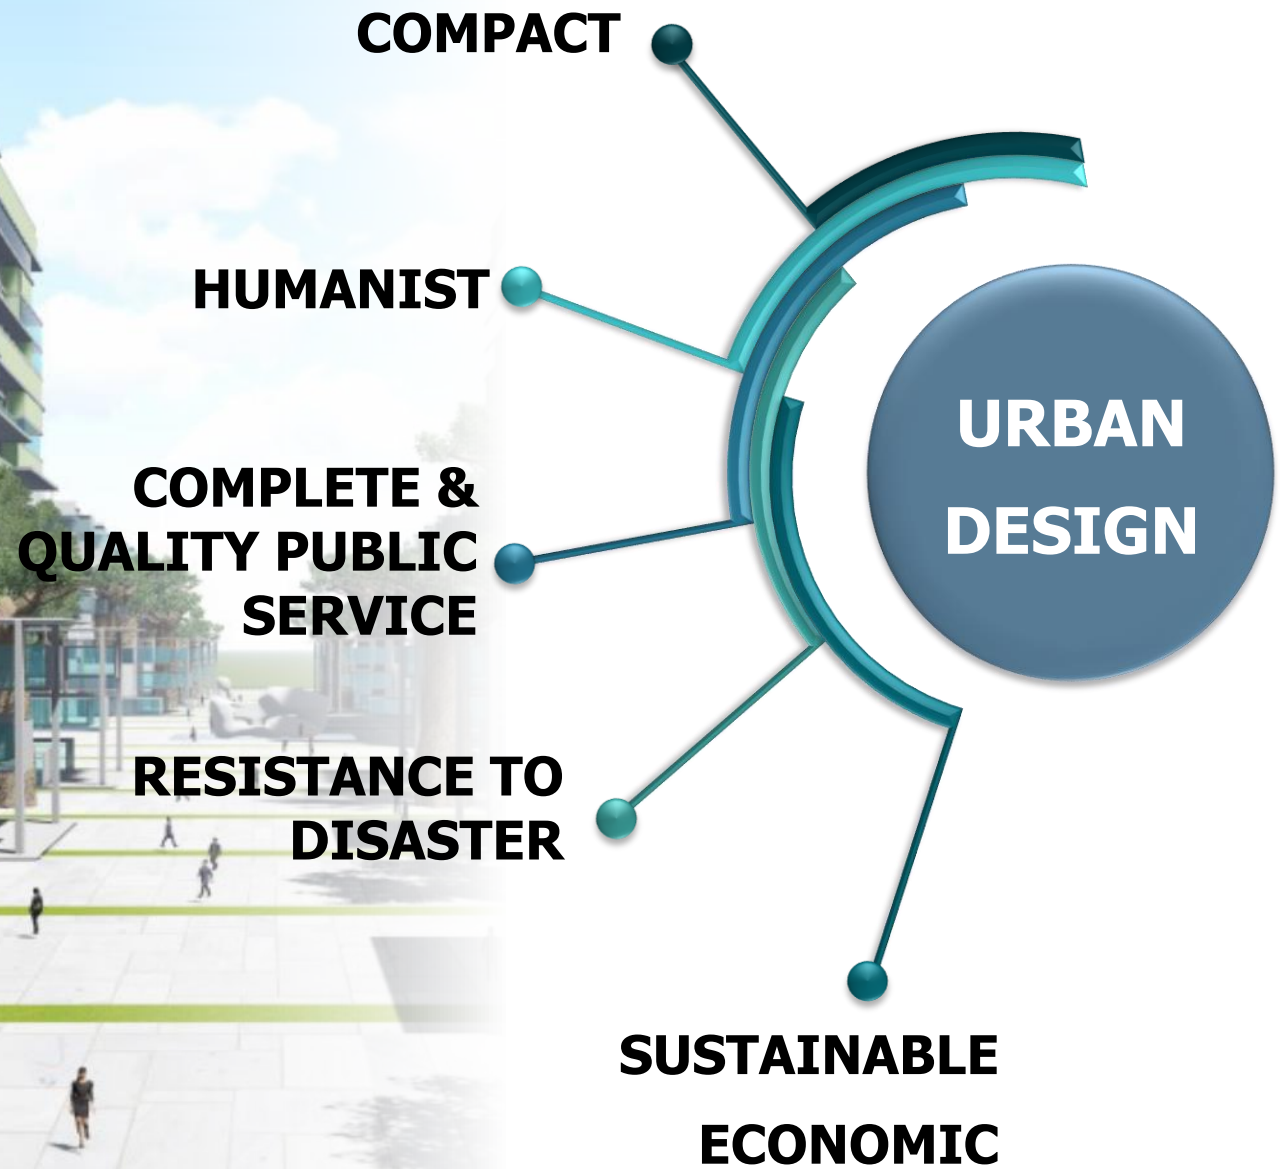 COMPACT
HUMANIST
COMPLETE &
QUALITY PUBLIC
SERVICE
RESISTANCE TO
DISASTER
SUSTAINABLE
ECONOMIC
URBAN
DESIGN